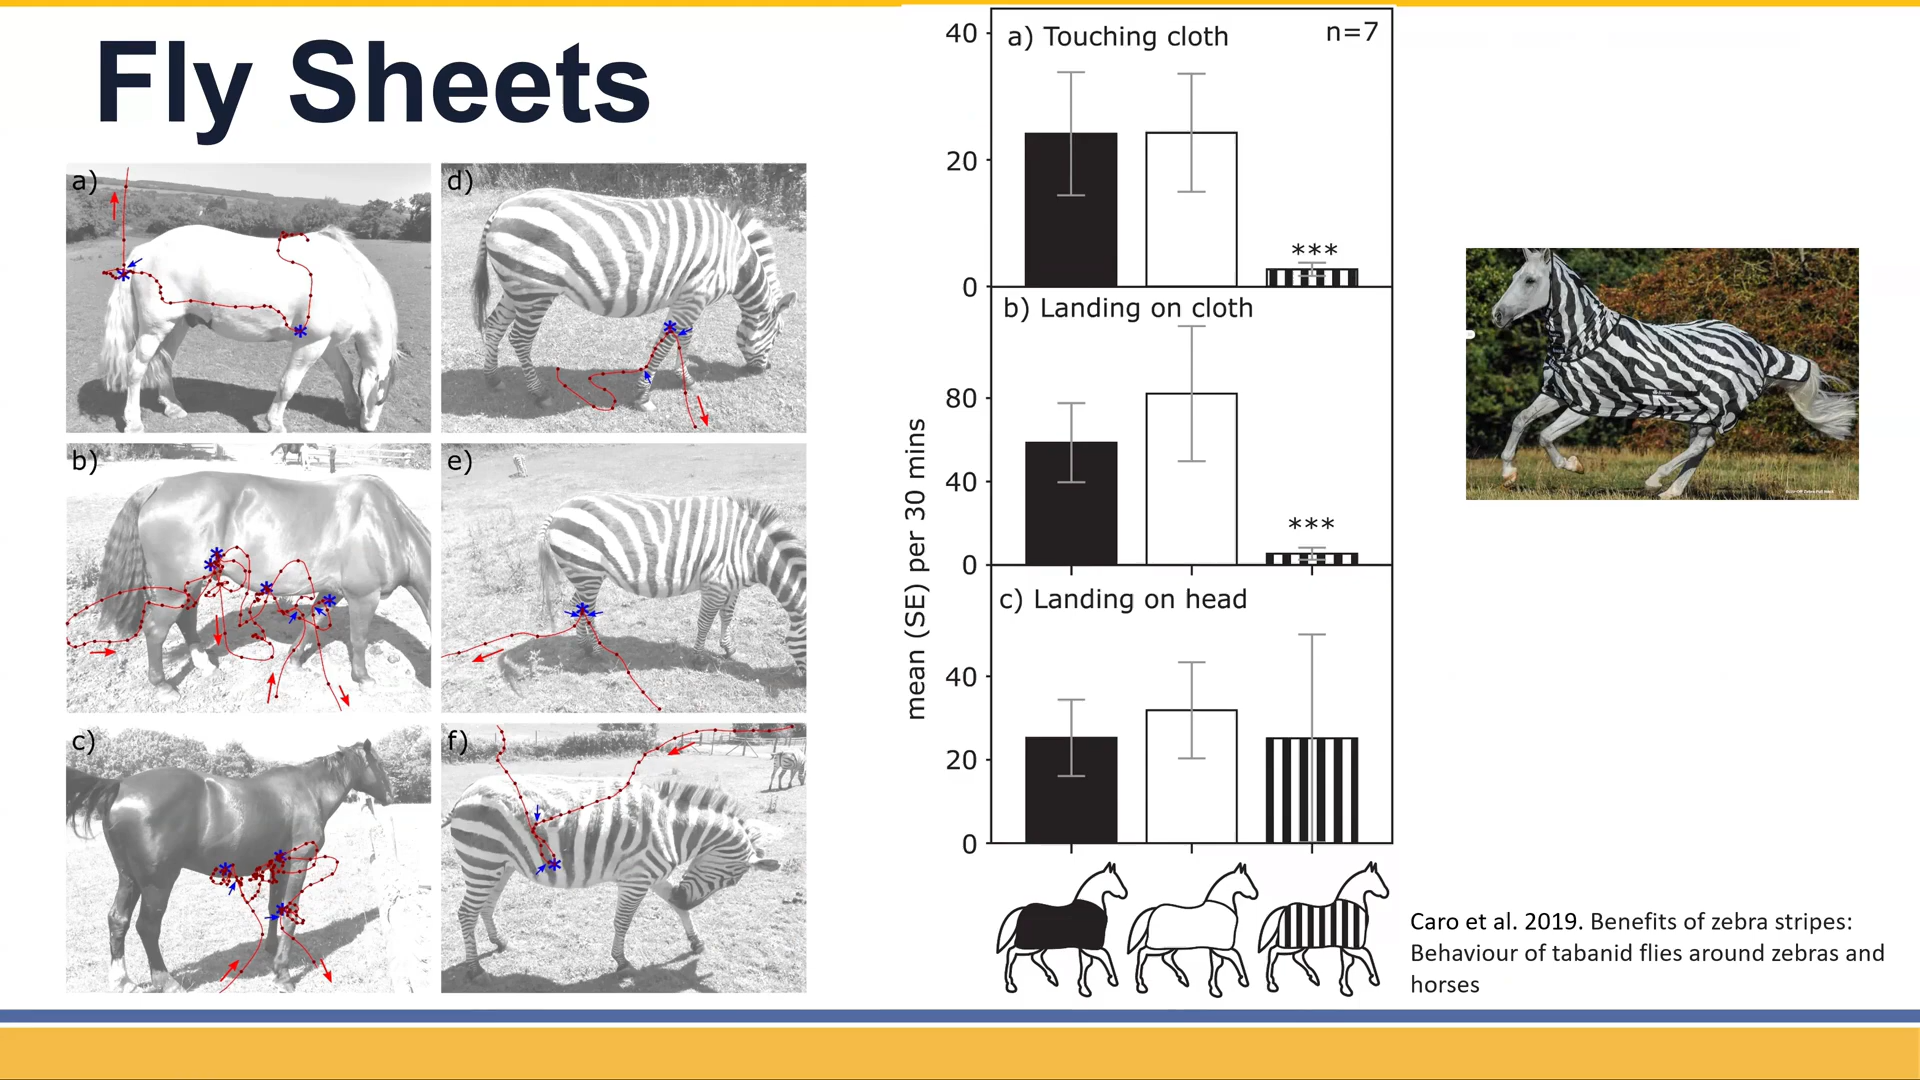 Fly Sheets
a)
d)
b)
e)
c)
f)
a) Touching cloth
n=7
40
20
0
***
b) Landing on cloth
80
40
0
***
c) Landing on head
40
20
0
mean (SE) per 30 mins
Caro et al. 2019. Benefits of zebra stripes:
Behaviour of tabanid flies around zebras and
horses